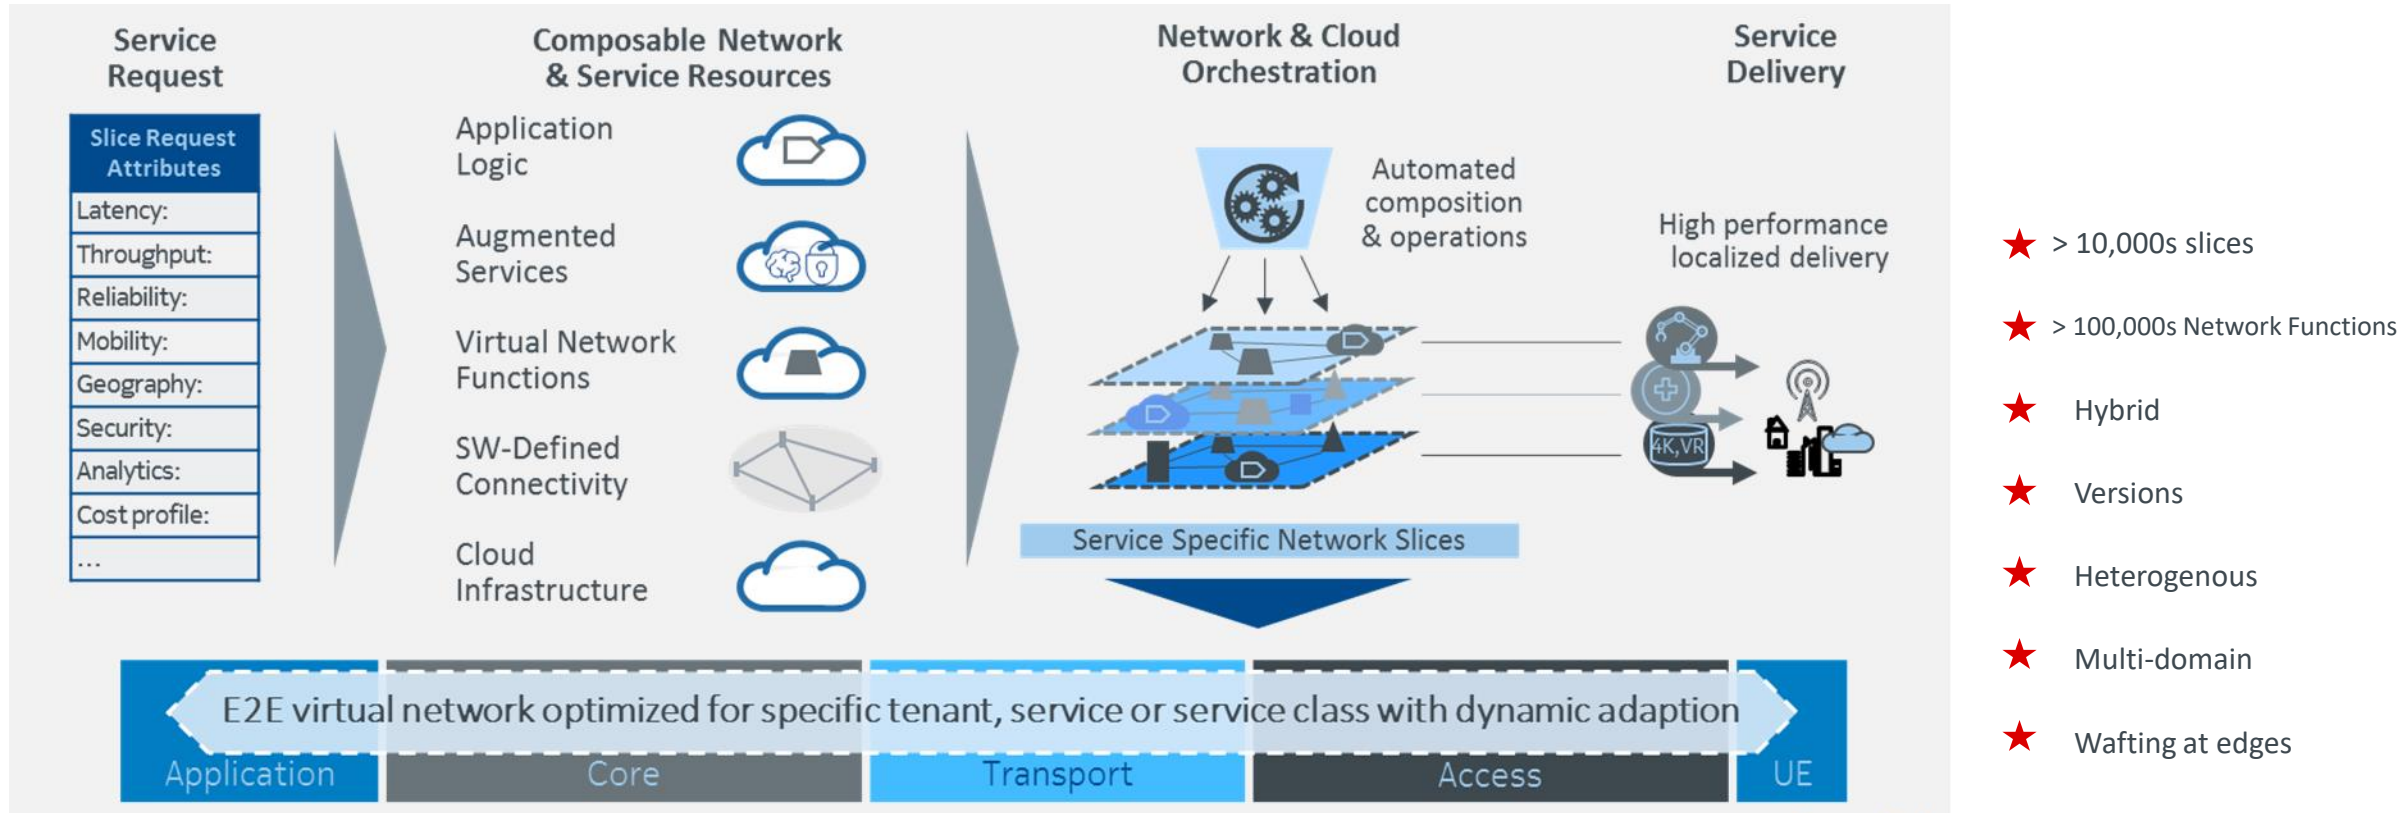 Service
Request
Slice Request
Attributes
Latency:
Throughput:
Reliability:
Mobility:
Geography:
Security:
Analytics:
Cost profile:
...
Composable Network
& Service Resources
Application
Logic
Augmented
Services
Virtual Network
Functions
SW-Defined
Connectivity
Cloud
Infrastructure
Network & Cloud
Orchestration
Automated
composition
& operations
Service Specific Network Slices
Service
Delivery
High performance
localized delivery
4K,VR
E2E virtual network optimized for specific tenant, service or service class with dynamic adaption
Application
Core
Transport
Access
UE
> 10,000s slices
> 100,000s Network Functions
Hybrid
Versions
Heterogenous
Multi-domain
Wafting at edges